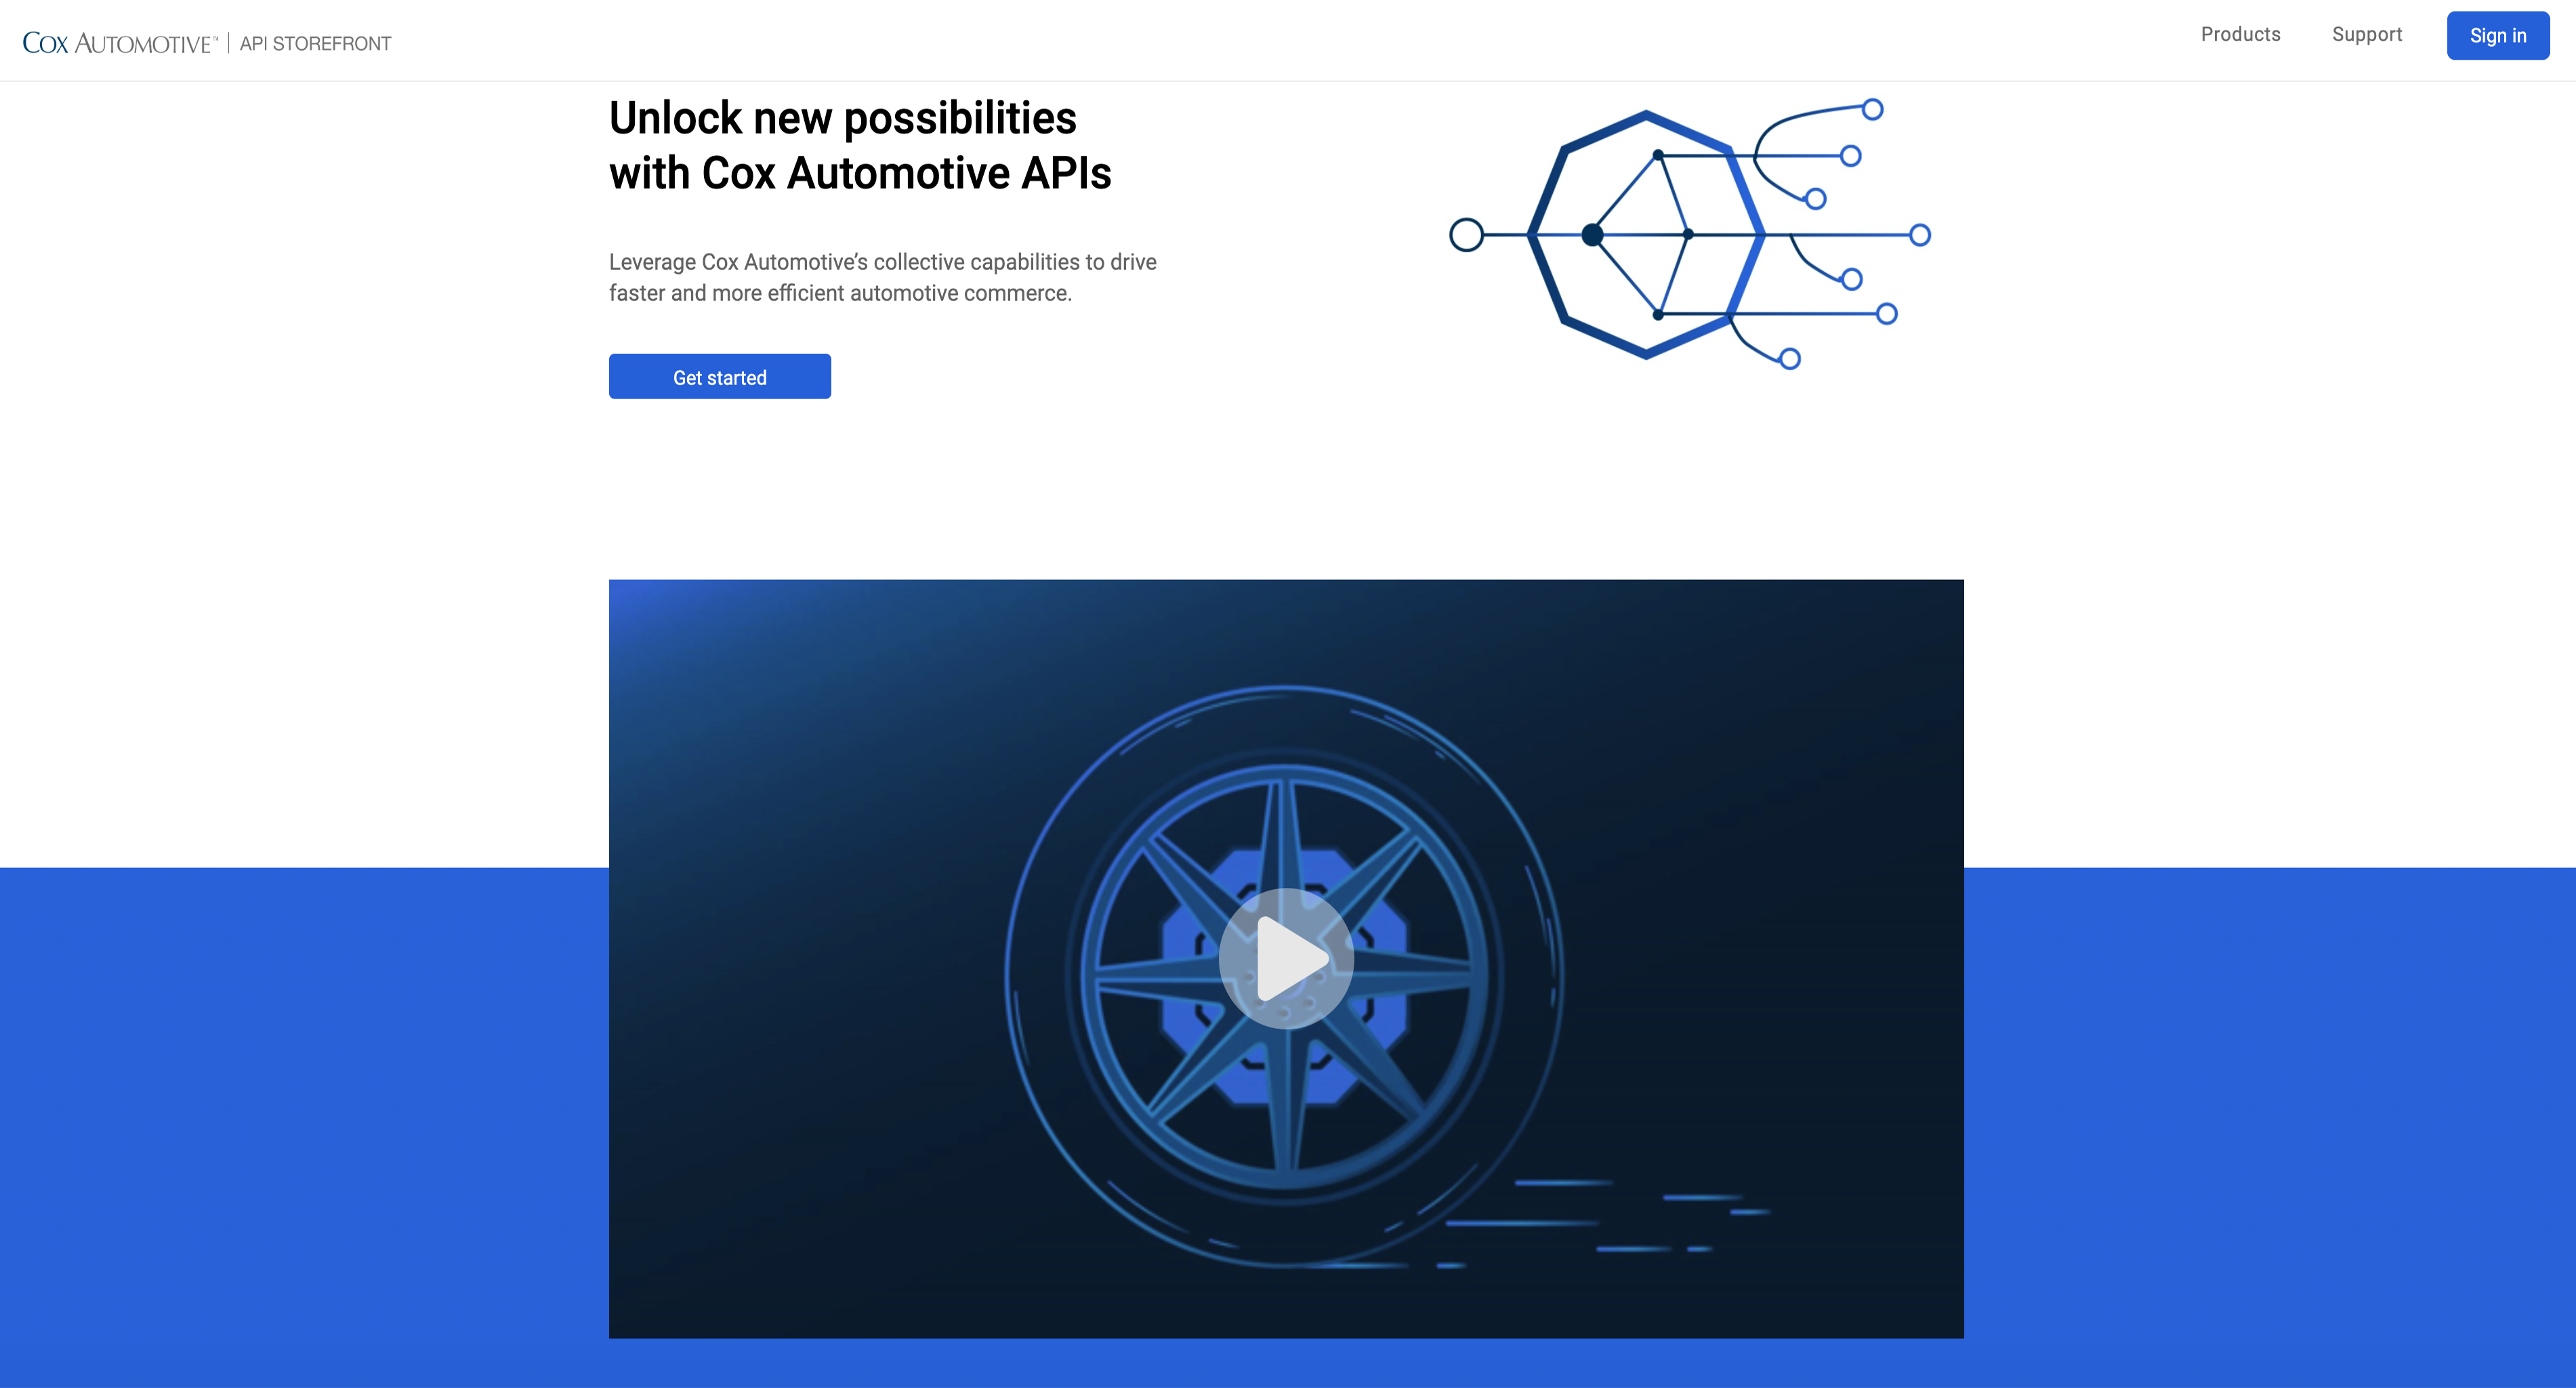 COX AUTOMOTIVE™ | API STOREFRONT
Products
Support
Sign in
Unlock new possibilities
with Cox Automotive APIs
Leverage Cox Automotive’s collective capabilities to drive
faster and more efficient automotive commerce.
Get started